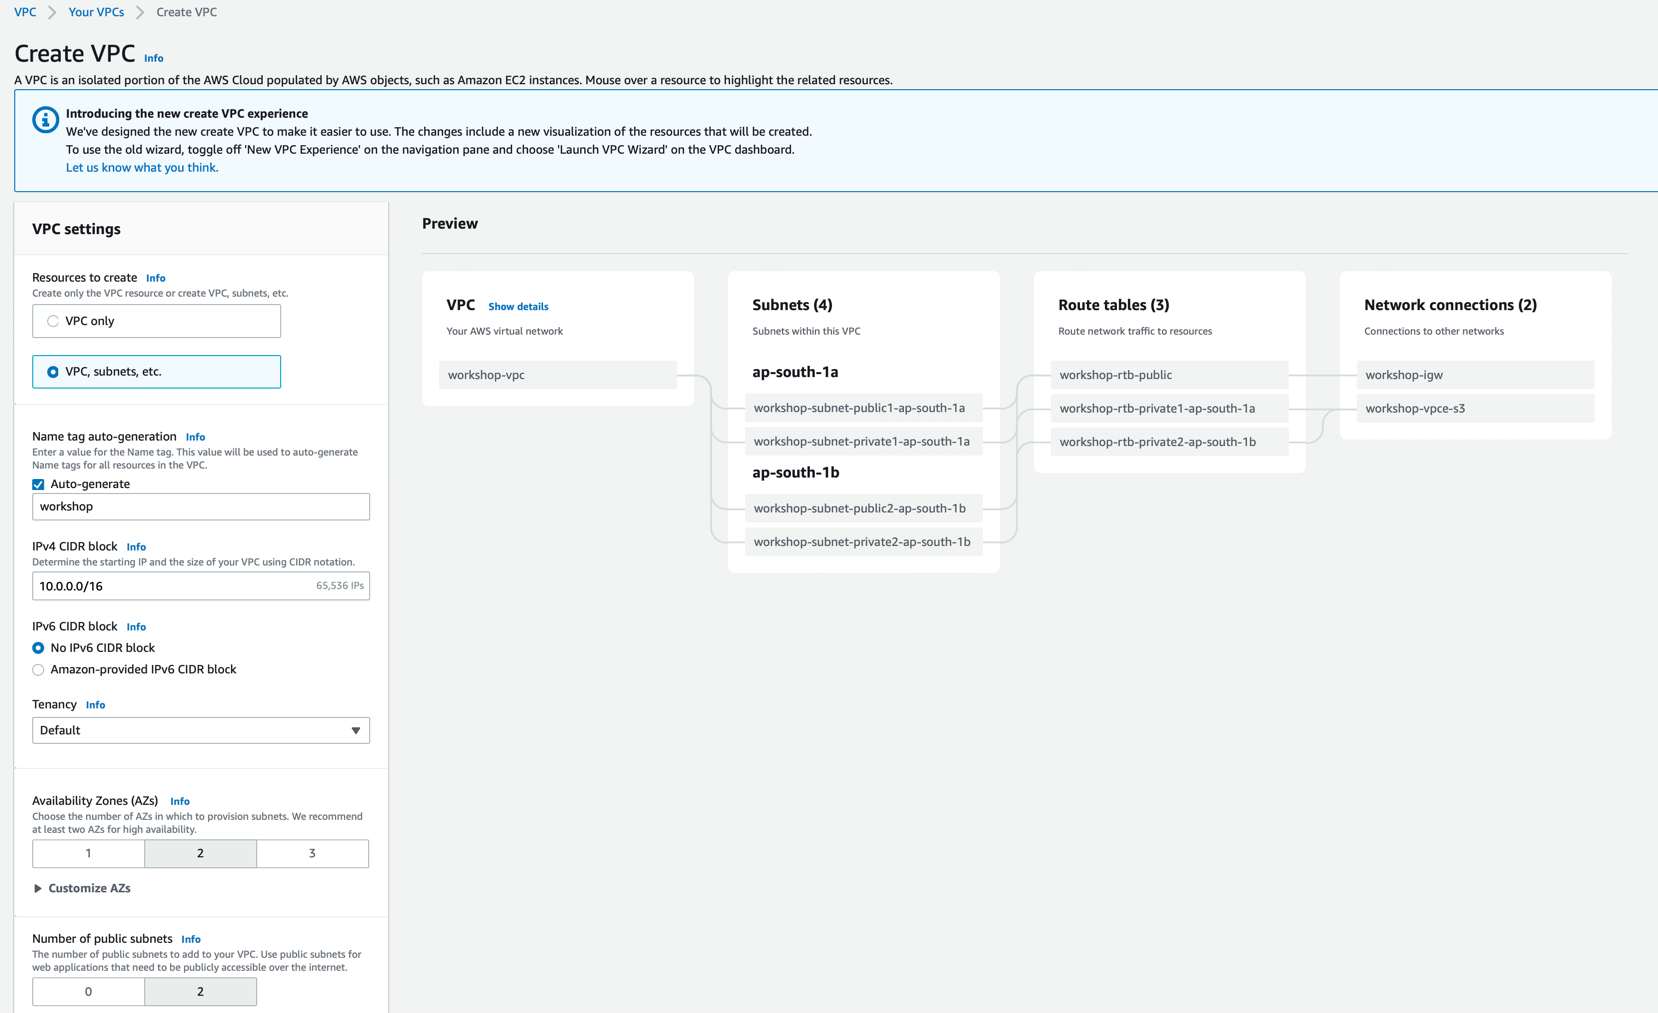 VPC > Your VPCs > Create VPC
Create VPC Info
A VPC is an isolated portion of the AWS Cloud populated by AWS objects, such as Amazon EC2 instances. Mouse over a resource to highlight the related resources.
Introducing the new create VPC experience
We've designed the new create VPC to make it easier to use. The changes include a new visualization of the resources that will be created.
To use the old wizard, toggle off 'New VPC Experience' on the navigation pane and choose 'Launch VPC Wizard' on the VPC dashboard.
Let us know what you think.
VPC settings
Resources to create Info
Create only the VPC resource or create VPC, subnets, etc.
VPC only
VPC, subnets, etc.
Name tag auto-generation Info
Enter a value for the Name tag. This value will be used to auto-generate
Name tags for all resources in the VPC.
Auto-generate
workshop
IPv4 CIDR block Info
Determine the starting IP and the size of your VPC using CIDR notation.
10.0.0.0/16 65,536 IPs
IPv6 CIDR block Info
No IPv6 CIDR block
Amazon-provided IPv6 CIDR block
Tenancy Info
Default
Availability Zones (AZs) Info
Choose the number of AZs in which to provision subnets. We recommend
at least two AZs for high availability.
1 2 3
Customize AZs
Number of public subnets Info
The number of public subnets to add to your VPC. Use public subnets for
web applications that need to be publicly accessible over the internet.
0 2
Preview
VPC Show details
Your AWS virtual network
workshop-vpc
Subnets (4)
Subnets within this VPC
ap-south-1a
workshop-subnet-public1-ap-south-1a
workshop-subnet-private1-ap-south-1a
ap-south-1b
workshop-subnet-public2-ap-south-1b
workshop-subnet-private2-ap-south-1b
Route tables (3)
Route network traffic to resources
workshop-rtb-public
workshop-rtb-private1-ap-south-1a
workshop-rtb-private2-ap-south-1b
Network connections (2)
Connections to other networks
workshop-igw
workshop-vpce-s3